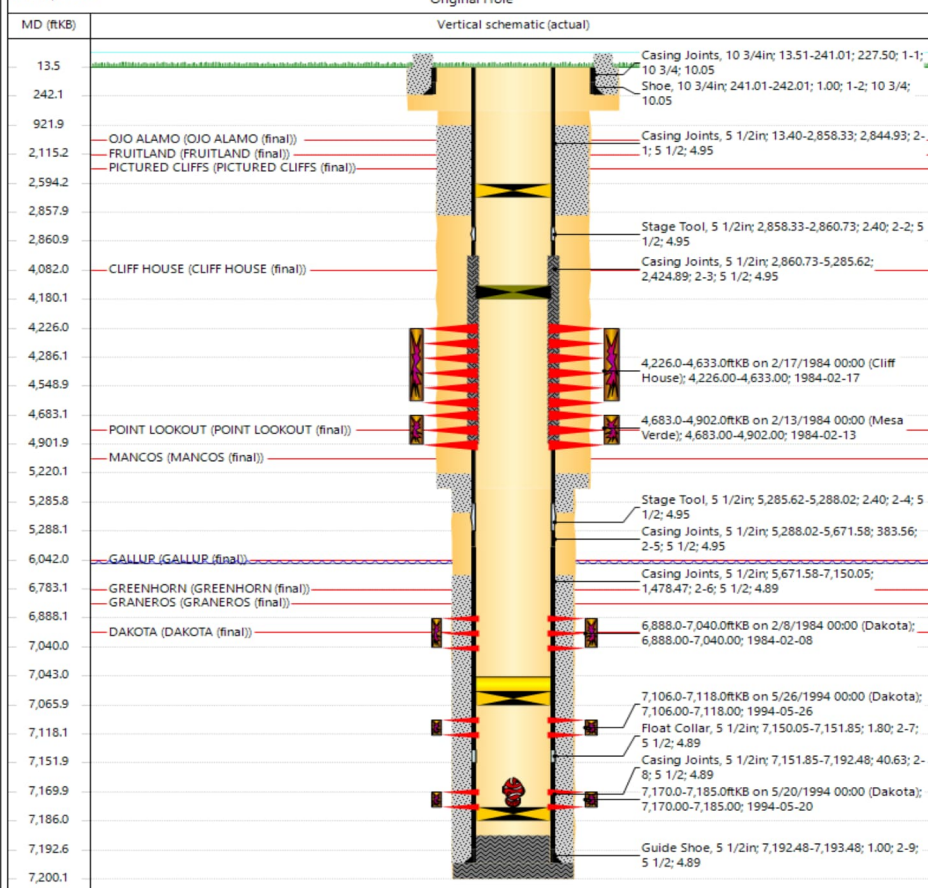 Original Hole
MD (ftKB)
Vertical schematic (actual)
13.5
242.1
921.9
2,115.2
2,594.2
2,857.9
2,860.9
4,082.0
4,180.1
4,226.0
4,286.1
4,548.9
4,683.1
4,901.9
5,220.1
5,285.8
5,288.1
6,042.0
6,783.1
6,888.1
7,040.0
7,043.0
7,065.9
7,118.1
7,151.9
7,169.9
7,186.0
7,192.6
7,200.1
OJO ALAMO (OJO ALAMO (final))
FRUITLAND (FRUITLAND (final))
PICTURED CLIFFS (PICTURED CLIFFS (final))
CLIFF HOUSE (CLIFF HOUSE (final))
POINT LOOKOUT (POINT LOOKOUT (final))
MANCOS (MANCOS (final))
GALLUP (GALLUP (final))
GREENHORN (GREENHORN (final))
GRANEROS (GRANEROS (final))
DAKOTA (DAKOTA (final))
Casing Joints, 10 3/4in; 13.51-241.01; 227.50; 1-1;
10 3/4; 10.05
Shoe, 10 3/4in; 241.01-242.01; 1.00; 1-2; 10 3/4;
10.05
Casing Joints, 5 1/2in; 13.40-2,858.33; 2,844.93; 2-
1; 5 1/2; 4.95
Stage Tool, 5 1/2in; 2,858.33-2,860.73; 2.40; 2-2; 5
1/2; 4.95
Casing Joints, 5 1/2in; 2,860.73-5,285.62;
2,424.89; 2-3; 5 1/2; 4.95
4,226.0-4,633.0ftKB on 2/17/1984 00:00 (Cliff
House); 4,226.00-4,633.00; 1984-02-17
4,683.0-4,902.0ftKB on 2/13/1984 00:00 (Mesa
Verde); 4,683.00-4,902.00; 1984-02-13
Stage Tool, 5 1/2in; 5,285.62-5,288.02; 2.40; 2-4; 5
1/2; 4.95
Casing Joints, 5 1/2in; 5,288.02-5,671.58; 383.56;
2-5; 5 1/2; 4.95
Casing Joints, 5 1/2in; 5,671.58-7,150.05;
1,478.47; 2-6; 5 1/2; 4.89
6,888.0-7,040.0ftKB on 2/8/1984 00:00 (Dakota);
6,888.00-7,040.00; 1984-02-08
7,106.0-7,118.0ftKB on 5/26/1994 00:00 (Dakota);
7,106.00-7,118.00; 1994-05-26
Float Collar, 5 1/2in; 7,150.05-7,151.85; 1.80; 2-7;
5 1/2; 4.89
Casing Joints, 5 1/2in; 7,151.85-7,192.48; 40.63; 2-
8; 5 1/2; 4.89
7,170.0-7,185.0ftKB on 5/20/1994 00:00 (Dakota);
7,170.00-7,185.00; 1994-05-20
Guide Shoe, 5 1/2in; 7,192.48-7,193.48; 1.00; 2-9;
5 1/2; 4.89